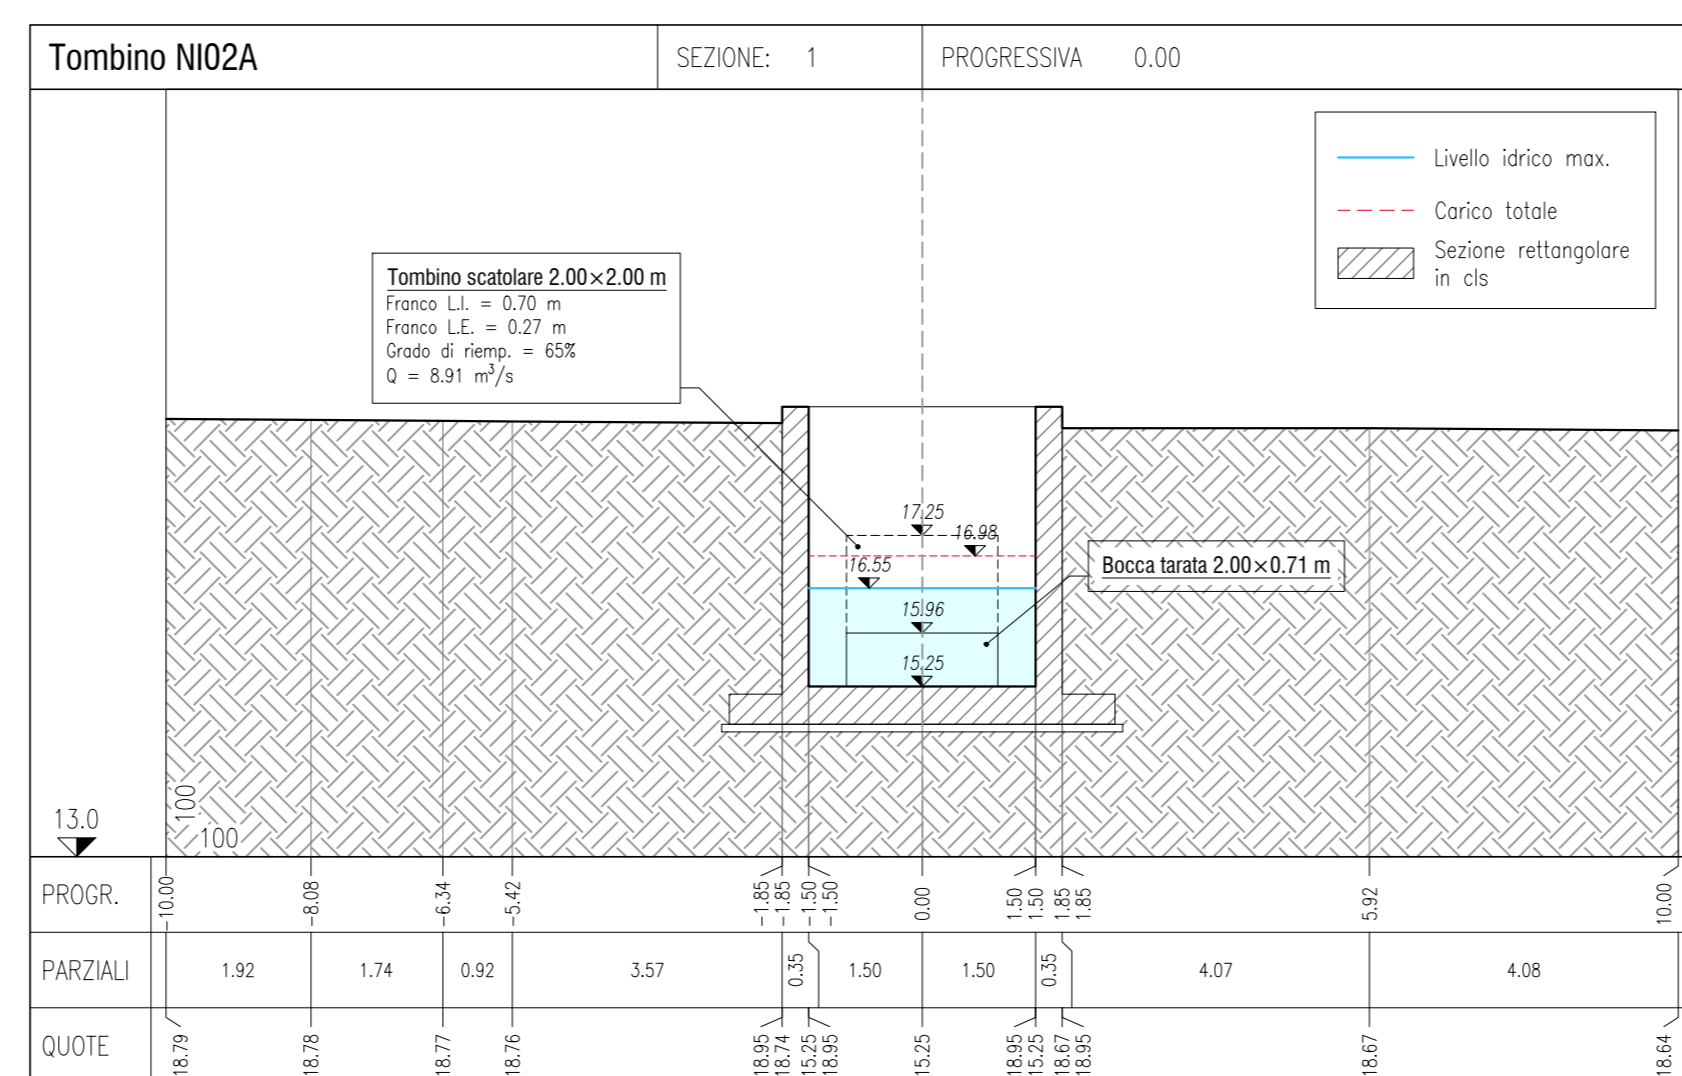 Tombino NI02A
SEZIONE: 1
PROGRESSIVA 0.00
Livello idrico max.
Carico totale
Sezione rettangolare
in cls
Tombino scatolare 2.00×2.00 m
Franco L.I. = 0.70 m
Franco L.E. = 0.27 m
Grado di riemp. = 65%
Q = 8.91 m³/s
17.25
16.98
16.55
Bocca tarata 2.00×0.71 m
15.96
15.25
13.0
100
100
PROGR. -10.00 -8.08 -6.34 -5.42 -1.85 -1.85 -1.50 -1.50 0.00 1.50 1.50 1.85 1.85 5.92 10.00
PARZIALI 1.92 1.74 0.92 3.57 0.35 1.50 1.50 0.35 4.07 4.08
QUOTE 18.79 18.78 18.77 18.76 18.95 18.74 15.25 18.95 15.25 18.95 15.25 18.67 18.95 18.67 18.64